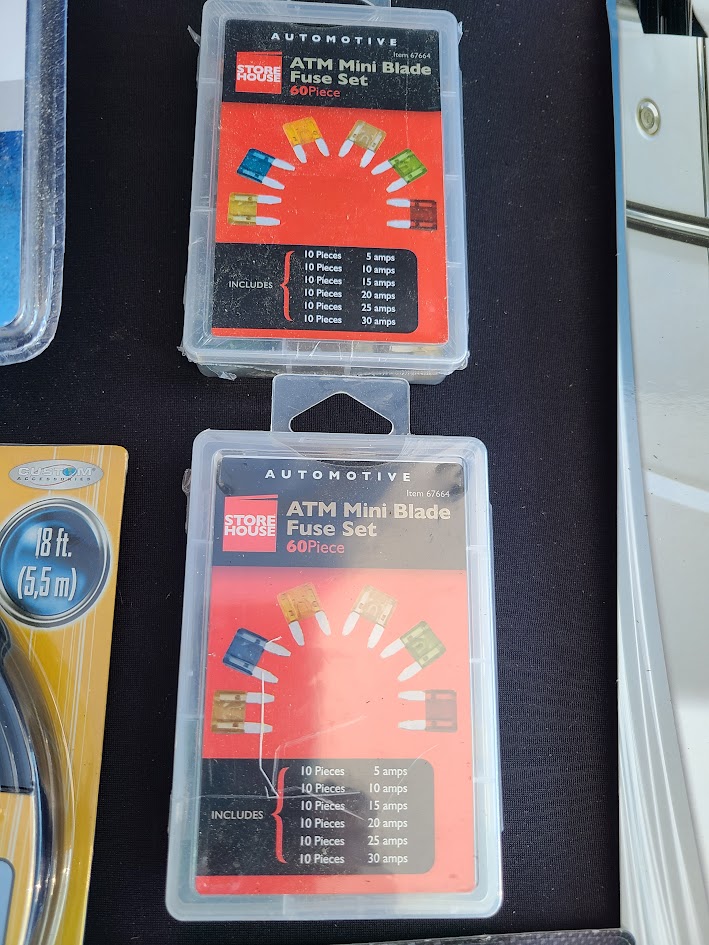 AUTOMOTIVE
Item 67664
STORE HOUSE
ATM Mini Blade
Fuse Set
60Piece
INCLUDES
10 Pieces 5 amps
10 Pieces 10 amps
10 Pieces 15 amps
10 Pieces 20 amps
10 Pieces 25 amps
10 Pieces 30 amps
AUTOMOTIVE
Item 67664
STORE HOUSE
ATM Mini Blade
Fuse Set
60Piece
INCLUDES
10 Pieces 5 amps
10 Pieces 10 amps
10 Pieces 15 amps
10 Pieces 20 amps
10 Pieces 25 amps
10 Pieces 30 amps
CUSTOM
ACCESSORIES
18 ft.
(5,5 m)